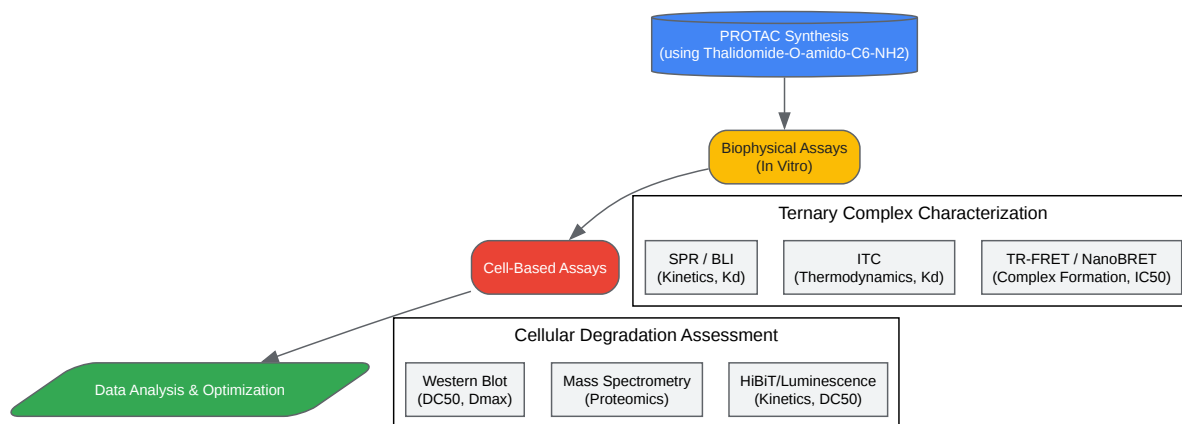 PROTAC Synthesis
(using Thalidomide-O-amido-C6-NH2)
Biophysical Assays
(In Vitro)
Ternary Complex Characterization
SPR / BLI
(Kinetics, Kd)
ITC
(Thermodynamics, Kd)
TR-FRET / NanoBRET
(Complex Formation, IC50)
Cell-Based Assays
Cellular Degradation Assessment
Western Blot
(DC50, Dmax)
Mass Spectrometry
(Proteomics)
HiBiT/Luminescence
(Kinetics, DC50)
Data Analysis & Optimization